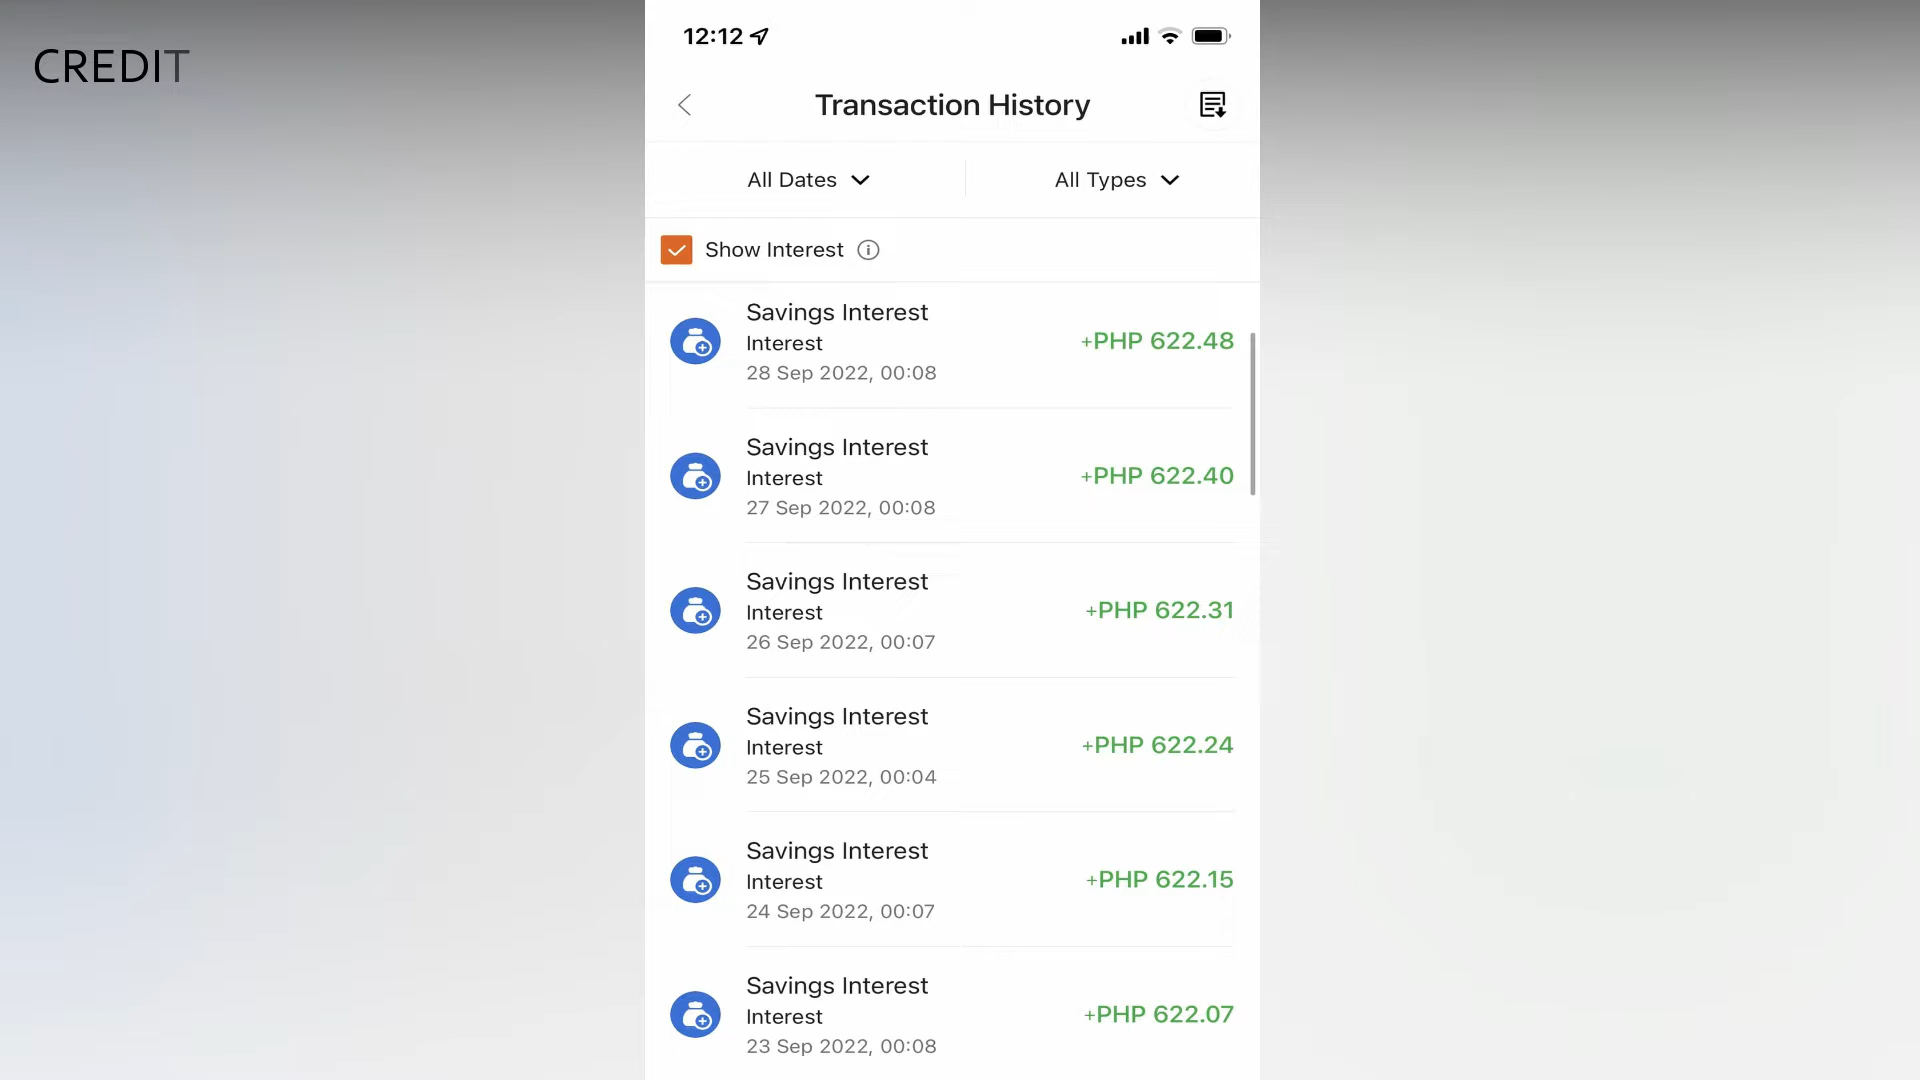 CREDIT
12:12
Transaction History
All Dates
All Types
Show Interest
Savings Interest
Interest
28 Sep 2022, 00:08
+PHP 622.48
Savings Interest
Interest
27 Sep 2022, 00:08
+PHP 622.40
Savings Interest
Interest
26 Sep 2022, 00:07
+PHP 622.31
Savings Interest
Interest
25 Sep 2022, 00:04
+PHP 622.24
Savings Interest
Interest
24 Sep 2022, 00:07
+PHP 622.15
Savings Interest
Interest
23 Sep 2022, 00:08
+PHP 622.07